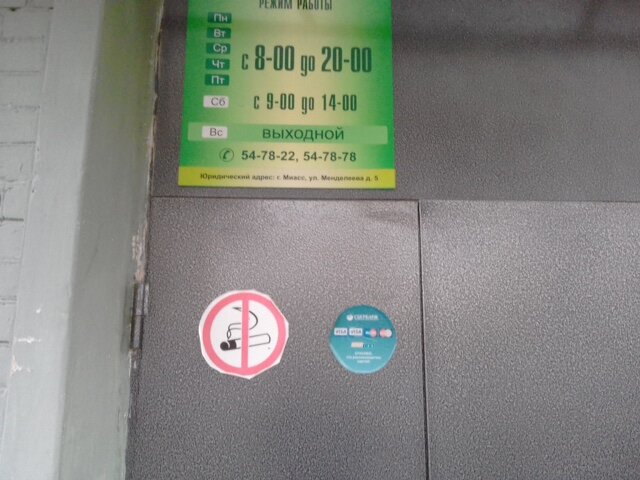 РЕЖИМ РАБОТЫ
Пн
Вт
Ср
Чт
Пт
с 8-00 до 20-00
Сб
с 9-00 до 14-00
Вс
ВЫХОДНОЙ
54-78-22, 54-78-78
Юридический адрес: г. Миасс, ул. Менделеева д. 5
СБЕРБАНК
VISA VISA